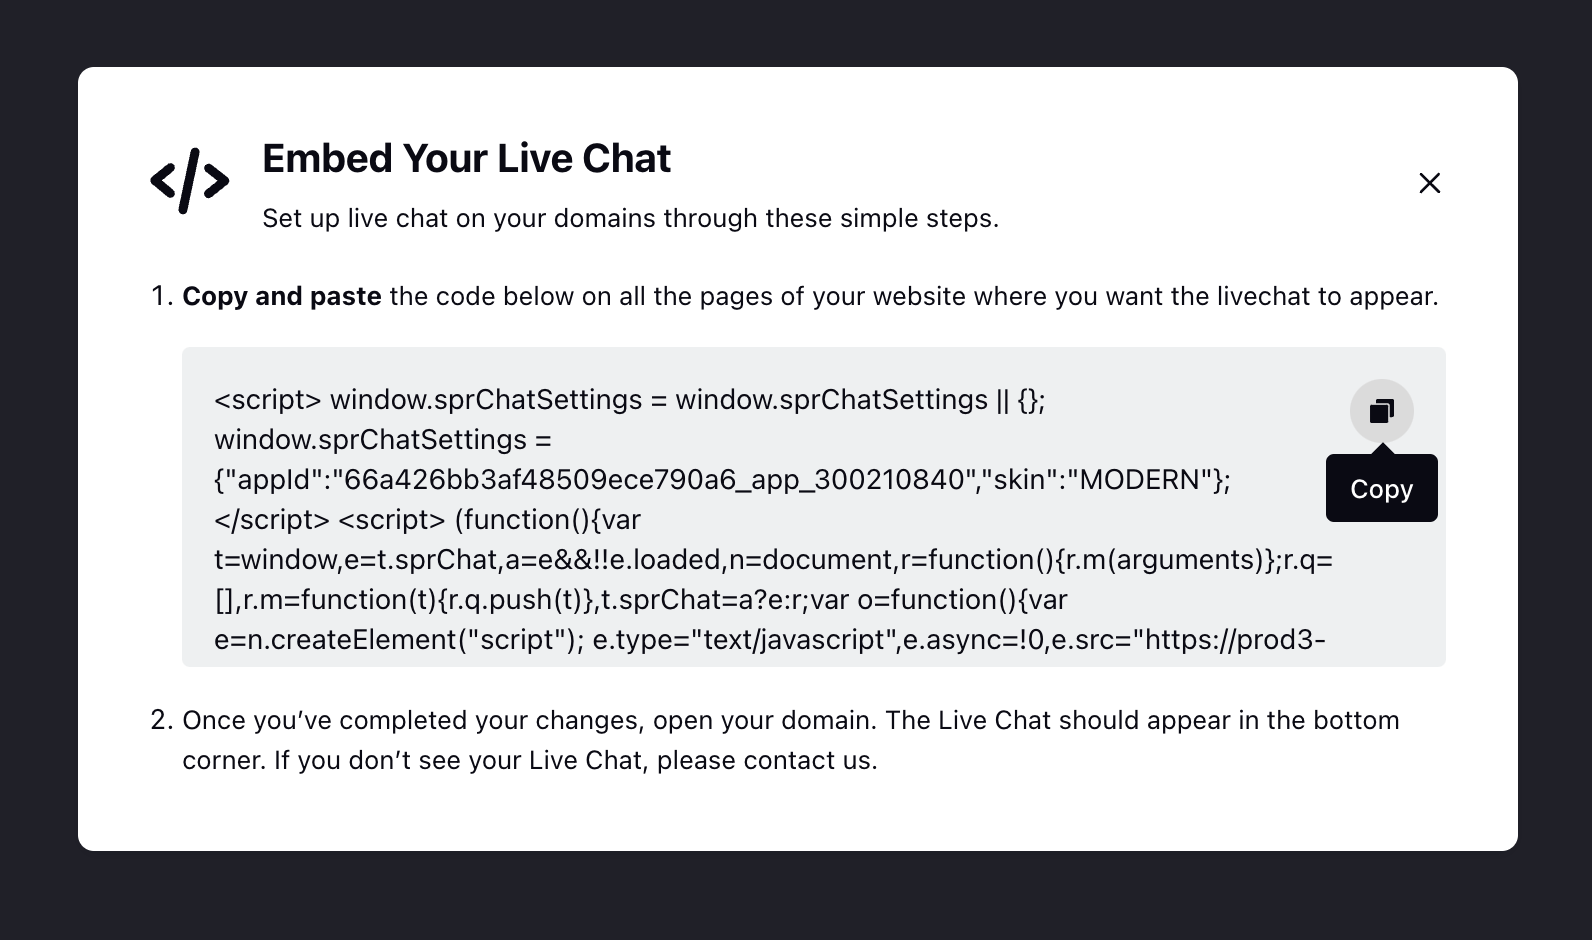 </>
Embed Your Live Chat
Set up live chat on your domains through these simple steps.
1. Copy and paste the code below on all the pages of your website where you want the livechat to appear.
<script> window.sprChatSettings = window.sprChatSettings || {};
window.sprChatSettings =
{"appId":"66a426bb3af48509ece790a6_app_300210840","skin":"MODERN"};
</script> <script> (function(){var
t=window,e=t.sprChat,a=e&&!!e.loaded,n=document,r=function(){r.m(arguments)};r.q=
[],r.m=function(t){r.q.push(t)},t.sprChat=a?e:r;var o=function(){var
e=n.createElement("script"); e.type="text/javascript",e.async=!0,e.src="https://prod3-
Copy
2. Once you’ve completed your changes, open your domain. The Live Chat should appear in the bottom
corner. If you don’t see your Live Chat, please contact us.